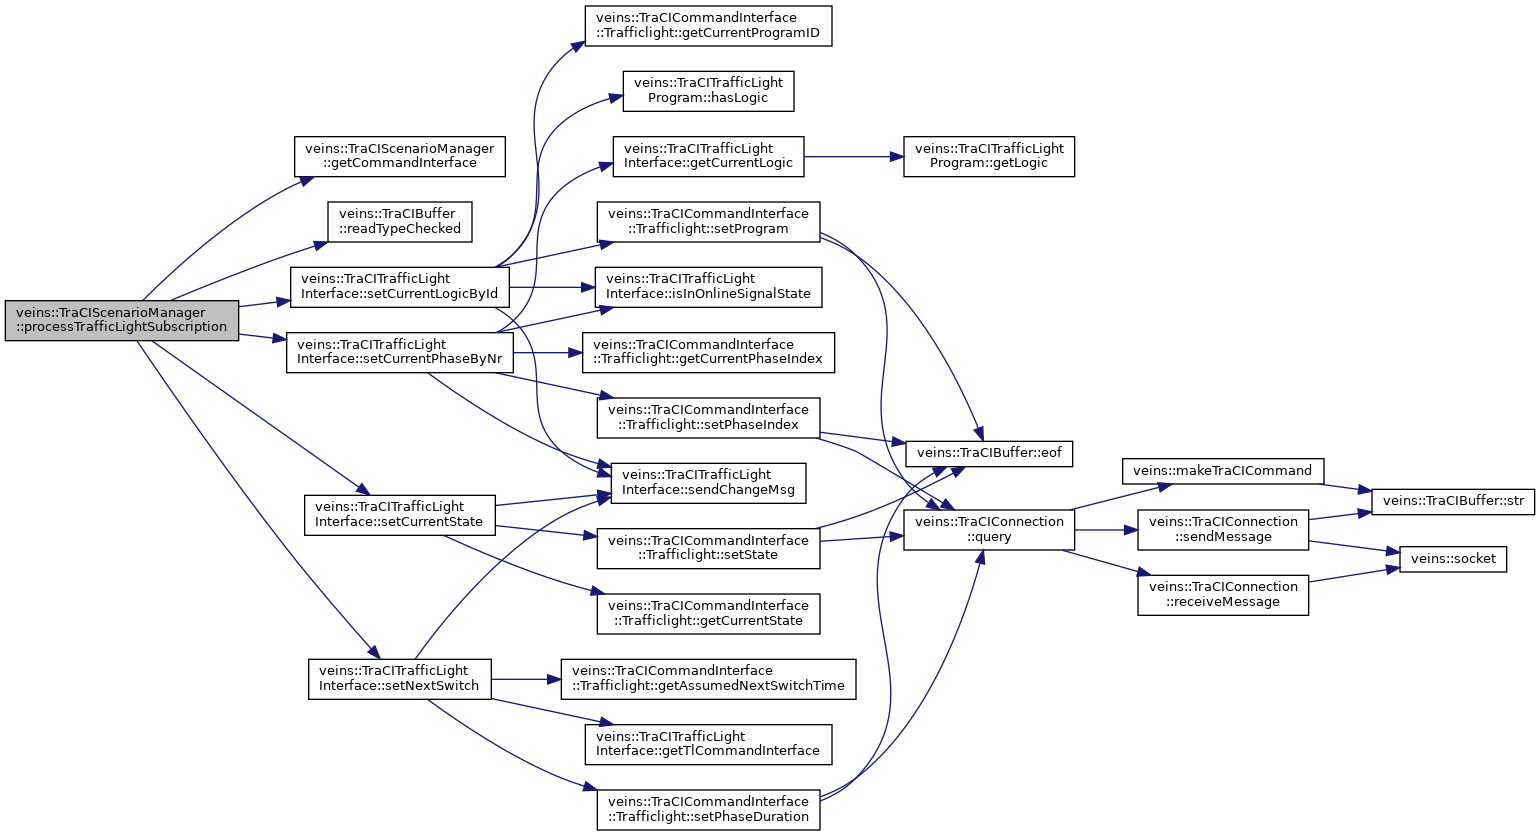 veins::TraCICommandInterface
::Trafficlight::getCurrentProgramID
veins::TraCITrafficLight
Program::hasLogic
veins::TraCIScenarioManager
::getCommandInterface
veins::TraCITrafficLight
Interface::getCurrentLogic
veins::TraCITrafficLight
Program::getLogic
veins::TraCIBuffer
::readTypeChecked
veins::TraCICommandInterface
::Trafficlight::setProgram
veins::TraCITrafficLight
Interface::setCurrentLogicById
veins::TraCITrafficLight
Interface::isInOnlineSignalState
veins::TraCIScenarioManager
::processTrafficLightSubscription
veins::TraCITrafficLight
Interface::setCurrentPhaseByNr
veins::TraCICommandInterface
::Trafficlight::getCurrentPhaseIndex
veins::TraCICommandInterface
::Trafficlight::setPhaseIndex
veins::TraCIBuffer::eof
veins::TraCITrafficLight
Interface::sendChangeMsg
veins::makeTraCICommand
veins::TraCIBuffer::str
veins::TraCITrafficLight
Interface::setCurrentState
veins::TraCIConnection
::query
veins::TraCIConnection
::sendMessage
veins::TraCICommandInterface
::Trafficlight::setState
veins::socket
veins::TraCIConnection
::receiveMessage
veins::TraCICommandInterface
::Trafficlight::getCurrentState
veins::TraCITrafficLight
Interface::setNextSwitch
veins::TraCICommandInterface
::Trafficlight::getAssumedNextSwitchTime
veins::TraCITrafficLight
Interface::getTlCommandInterface
veins::TraCICommandInterface
::Trafficlight::setPhaseDuration